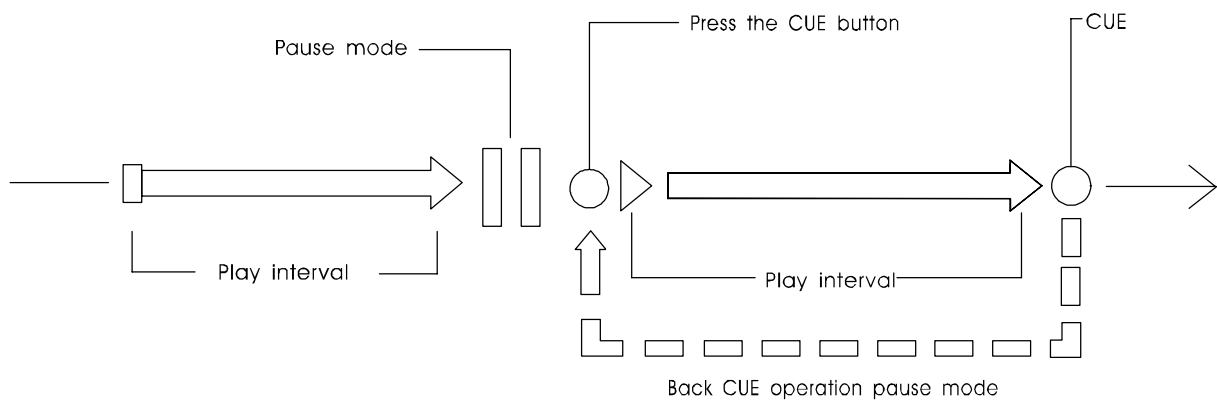 Press the CUE button
CUE
Pause mode
Play interval
Play interval
Back CUE operation pause mode